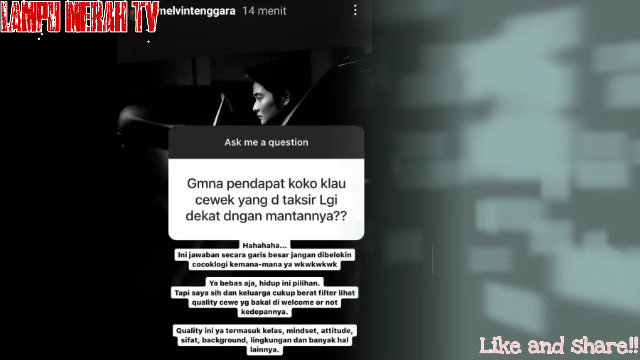 LAMPU MERAH TV
melvintenggara 14 menit
Ask me a question
Gmna pendapat koko klau
cewek yang d taksir Lgi
dekat dngan mantannya??
Hahahaha...
Ini jawaban secara garis besar jangan dibelokin
cocoklogi kemana-mana ya wkwkwkwk
Ya bebas aja, hidup ini pilihan.
Tapi saya sih dan keluarga cukup berat filter lihat
quality cewe yg bakal di welcome or not
kedepannya.
Quality ini ya termasuk kelas, mindset, attitude,
sifat, background, lingkungan dan banyak hal
lainnya.
Like and Share!!